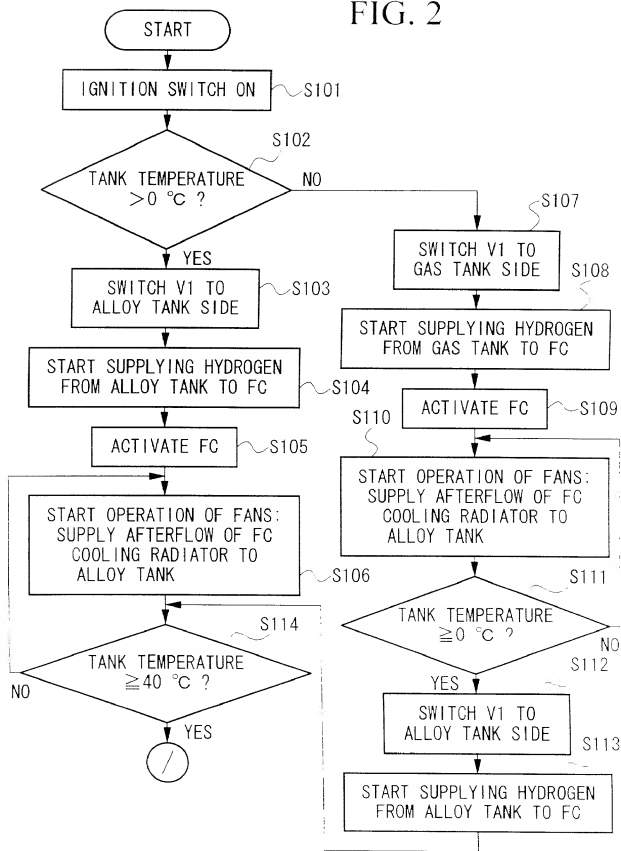 FIG. 2
START
IGNITION SWITCH ON
S101
S102
TANK TEMPERATURE
>0 ℃ ?
NO
YES
SWITCH V1 TO
ALLOY TANK SIDE
S103
START SUPPLYING HYDROGEN
FROM ALLOY TANK TO FC
S104
ACTIVATE FC
S105
START OPERATION OF FANS:
SUPPLY AFTERFLOW OF FC
COOLING RADIATOR TO
ALLOY TANK
S106
S114
TANK TEMPERATURE
≧40 ℃ ?
NO
YES
S107
SWITCH V1 TO
GAS TANK SIDE
S108
START SUPPLYING HYDROGEN
FROM GAS TANK TO FC
ACTIVATE FC
S109
S110
START OPERATION OF FANS:
SUPPLY AFTERFLOW OF FC
COOLING RADIATOR TO
ALLOY TANK
S111
TANK TEMPERATURE
≧0 ℃ ?
NO
YES
S112
SWITCH V1 TO
ALLOY TANK SIDE
S113
START SUPPLYING HYDROGEN
FROM ALLOY TANK TO FC